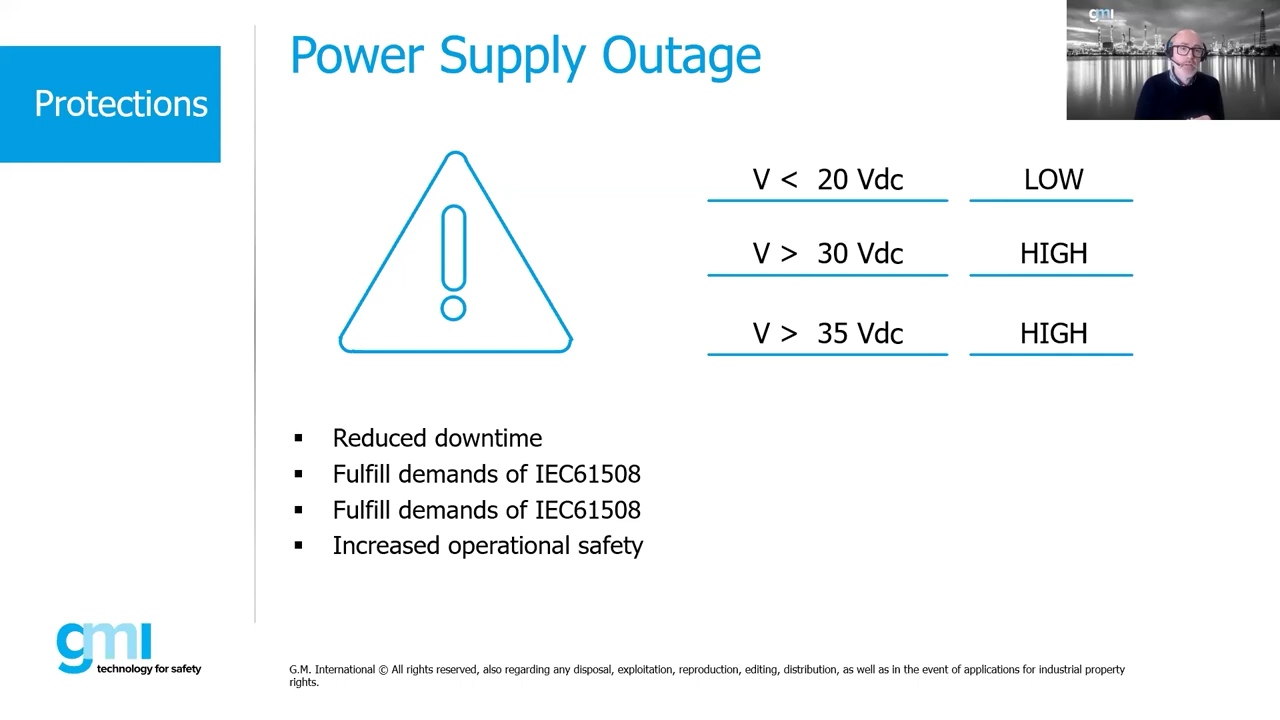 Power Supply Outage
gmi
Protections
V < 20 Vdc LOW
V > 30 Vdc HIGH
V > 35 Vdc HIGH
▪ Reduced downtime
▪ Fulfill demands of IEC61508
▪ Fulfill demands of IEC61508
▪ Increased operational safety
gmi
technology for safety
G.M. International © All rights reserved, also regarding any disposal, exploitation, reproduction, editing, distribution, as well as in the event of applications for industrial property
rights.